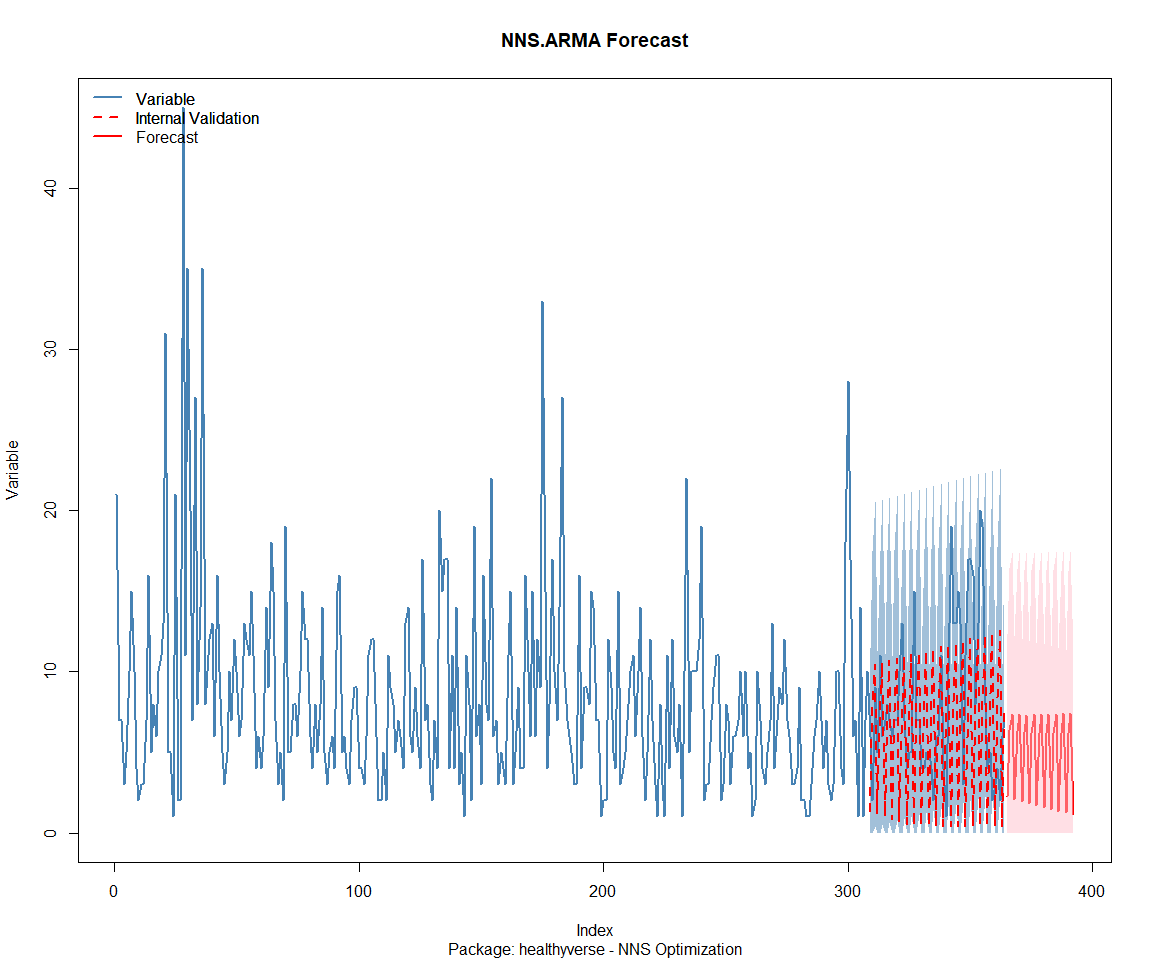 NNS.ARMA Forecast
Variable
Internal Validation
Forecast
Variable
40
30
20
10
0
0 100 200 300 400
Index
Package: healthyverse - NNS Optimization